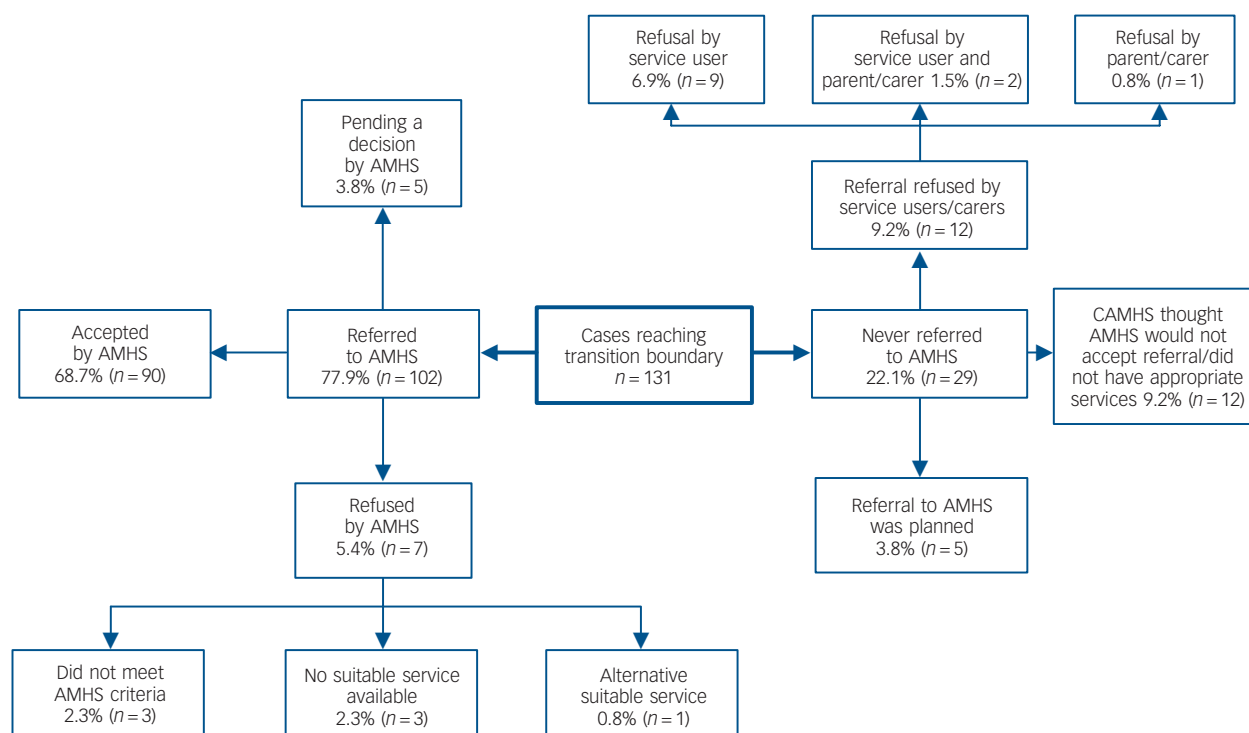 Refusal by
service user
6.9% (n = 9)
Refusal by
service user and
parent/carer 1.5% (n = 2)
Refusal by
parent/carer
0.8% (n = 1)
Pending a
decision
by AMHS
3.8% (n = 5)
Referral refused by
service users/carers
9.2% (n = 12)
Accepted
by AMHS
68.7% (n = 90)
Referred
to AMHS
77.9% (n = 102)
Cases reaching
transition boundary
n = 131
Never referred
to AMHS
22.1% (n = 29)
CAMHS thought
AMHS would not
accept referral/did
not have appropriate
services 9.2% (n = 12)
Refused
by AMHS
5.4% (n = 7)
Referral to AMHS
was planned
3.8% (n = 5)
Did not meet
AMHS criteria
2.3% (n = 3)
No suitable service
available
2.3% (n = 3)
Alternative
suitable service
0.8% (n = 1)